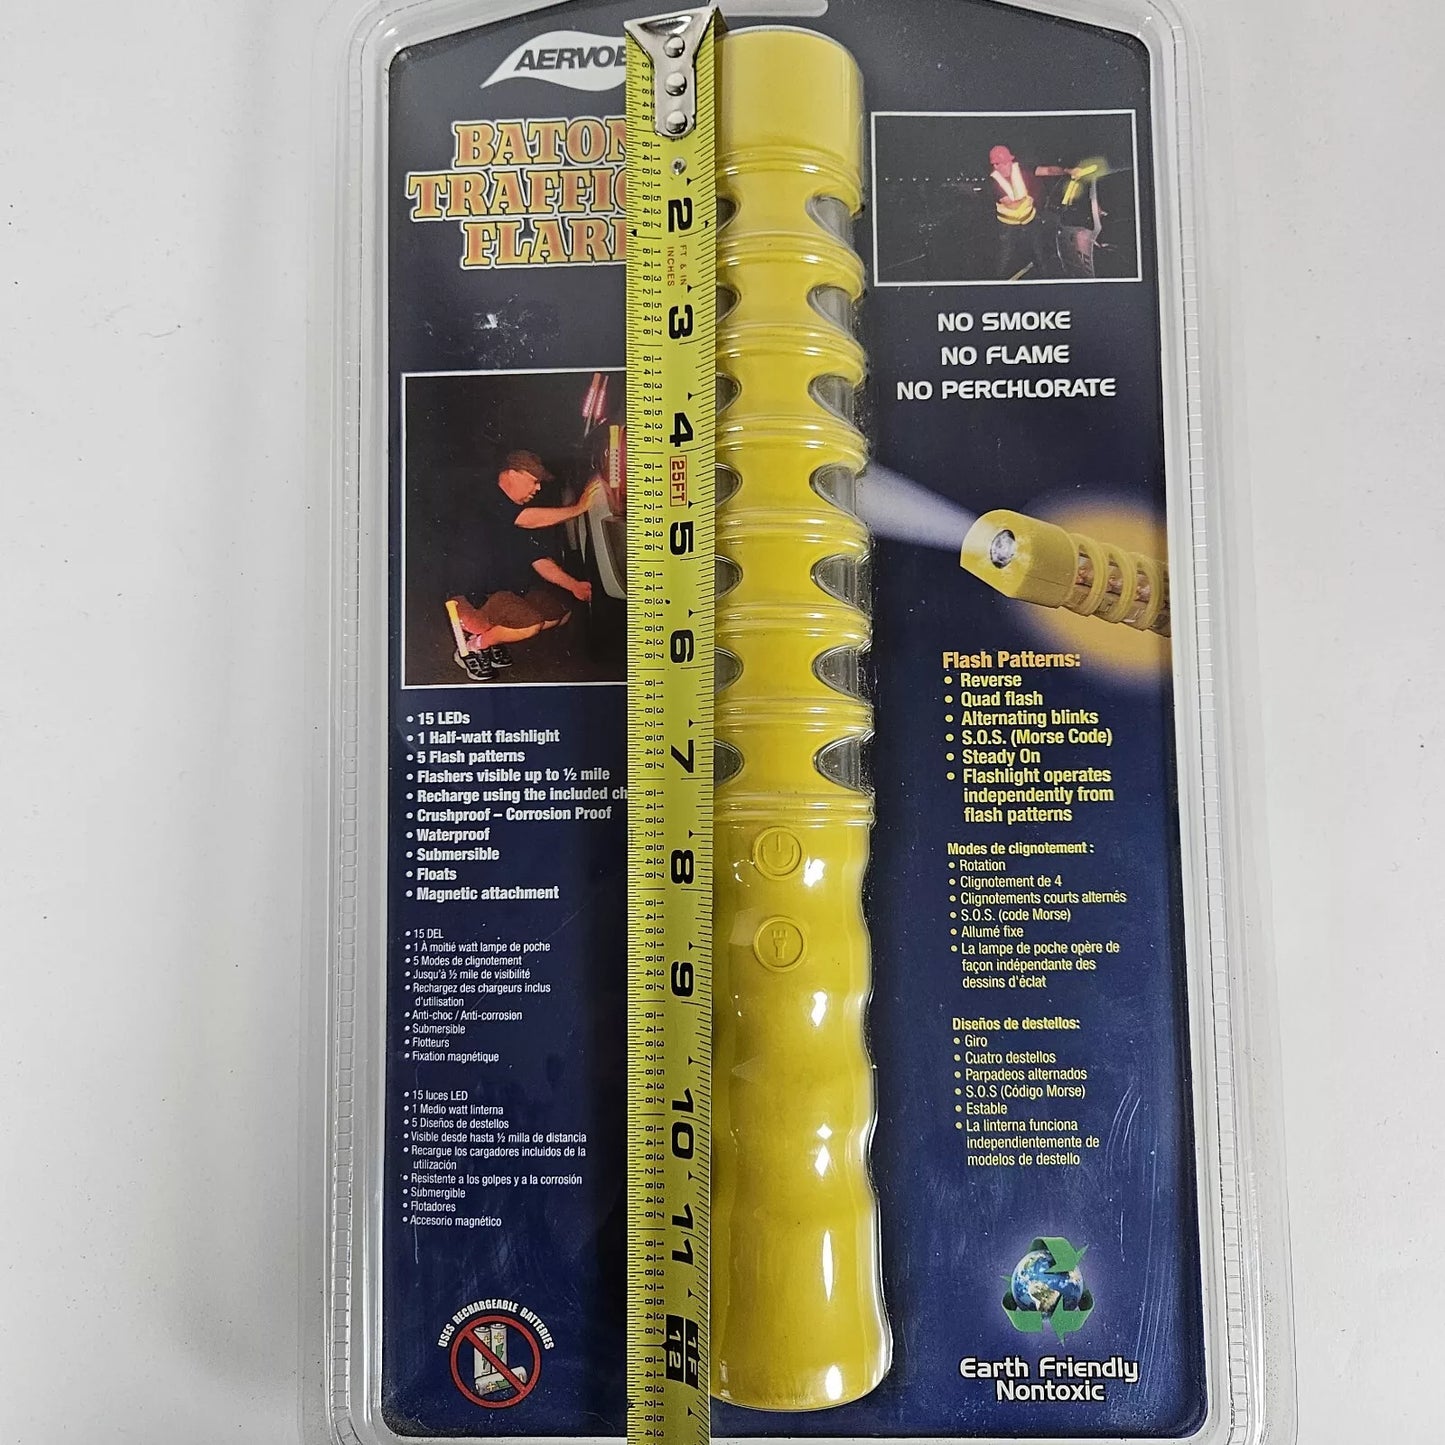 BATON
TRAFFIC
NO SMOKE
NO FLAME
NO PERCHLORATE
• 15 LEDs
• 1 Half-watt flashlight
• 5 Flash patterns
• Flashers visible up to ½ mile
• Recharge using the included
• Crushproof – Corrosion Proof
• Waterproof
• Submersible
• Floats
• Magnetic attachment
• 15 DEL
• 1 À moitié watt lampe de poche
• 5 Modes de clignotement
• Jusqu'à ½ mile de visibilité
• Rechargez des chargeurs inclus
d'utilisation
• Anti-choc / Anti-corrosion
• Submersible
• Flotteurs
• Fixation magnétique
• 15 luces LED
• 1 Medio watt linterna
• 5 Diseños de destellos
• Visible desde hasta ½ milla de distancia
• Recargue los cargadores incluidos de la
utilización
• Resistente a los golpes y a la corrosión
• Submergible
• Flotadores
• Accesorio magnético
USES RECHARGEABLE BATTERIES
2
FT & IN
INCHES
3
4
25FT
5
6
7
8
9
10
11
1F
12
Flash Patterns:
• Reverse
• Quad flash
• Alternating blinks
• S.O.S. (Morse Code)
• Steady On
• Flashlight operates
independently from
flash patterns
Modes de clignotement :
• Rotation
• Clignotement de 4
• Clignotements courts alternés
• S.O.S. (code Morse)
• Allumé fixe
• La lampe de poche opère de
façon indépendante des
dessins d'éclat
Diseños de destellos:
• Giro
• Cuatro destellos
• Parpadeos alternados
• S.O.S (Código Morse)
• Estable
• La linterna funciona
independientemente de
modelos de destello
Earth Friendly
Nontoxic